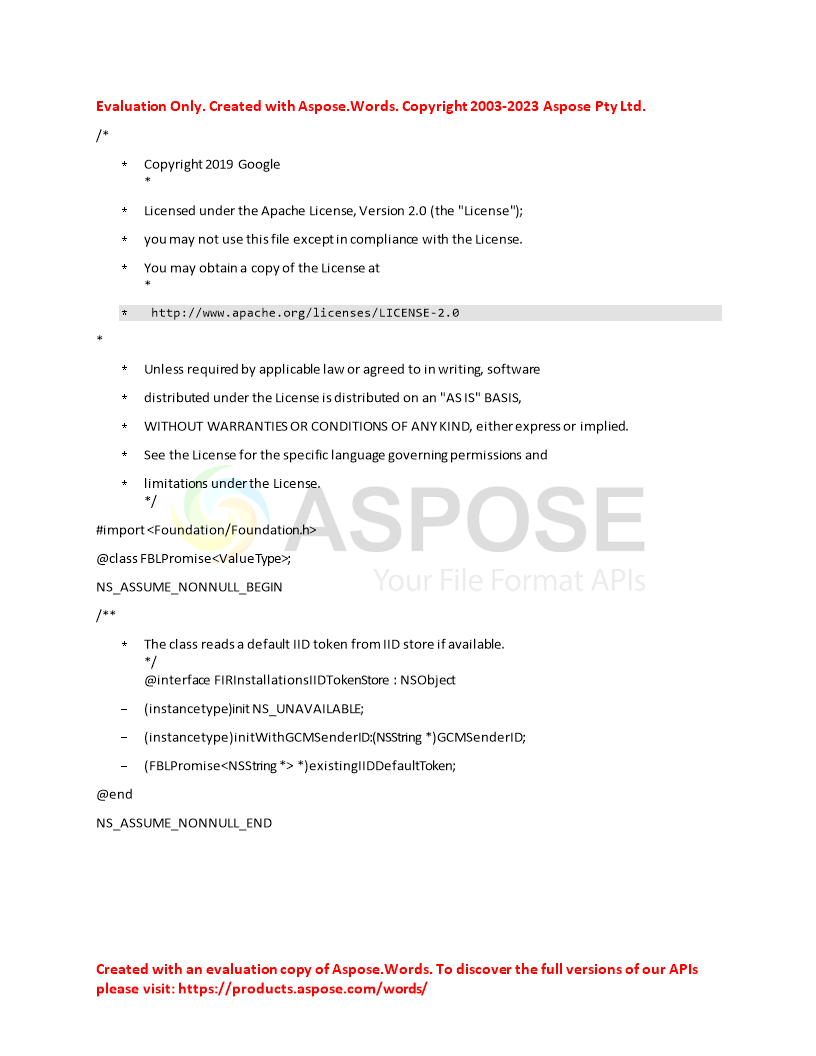 Evaluation Only. Created with Aspose.Words. Copyright 2003-2023 Aspose Pty Ltd.
/*
* Copyright 2019 Google
*
* Licensed under the Apache License, Version 2.0 (the "License");
* you may not use this file except in compliance with the License.
* You may obtain a copy of the License at
*
* http://www.apache.org/licenses/LICENSE-2.0
*
* Unless required by applicable law or agreed to in writing, software
* distributed under the License is distributed on an "AS IS" BASIS,
* WITHOUT WARRANTIES OR CONDITIONS OF ANY KIND, either express or implied.
* See the License for the specific language governing permissions and
* limitations under the License.
*/
ASPOSE
Your File Format APIs
#import <Foundation/Foundation.h>
@class FBLPromise<ValueType>;
NS_ASSUME_NONNULL_BEGIN
/**
* The class reads a default IID token from IID store if available.
*/
@interface FIRInstallationsIIDTokenStore : NSObject
– (instancetype)init NS_UNAVAILABLE;
– (instancetype)initWithGCMSenderID:(NSString *)GCMSenderID;
– (FBLPromise<NSString *> *)existingIIDDefaultToken;
@end
NS_ASSUME_NONNULL_END
Created with an evaluation copy of Aspose.Words. To discover the full versions of our APIs
please visit: https://products.aspose.com/words/